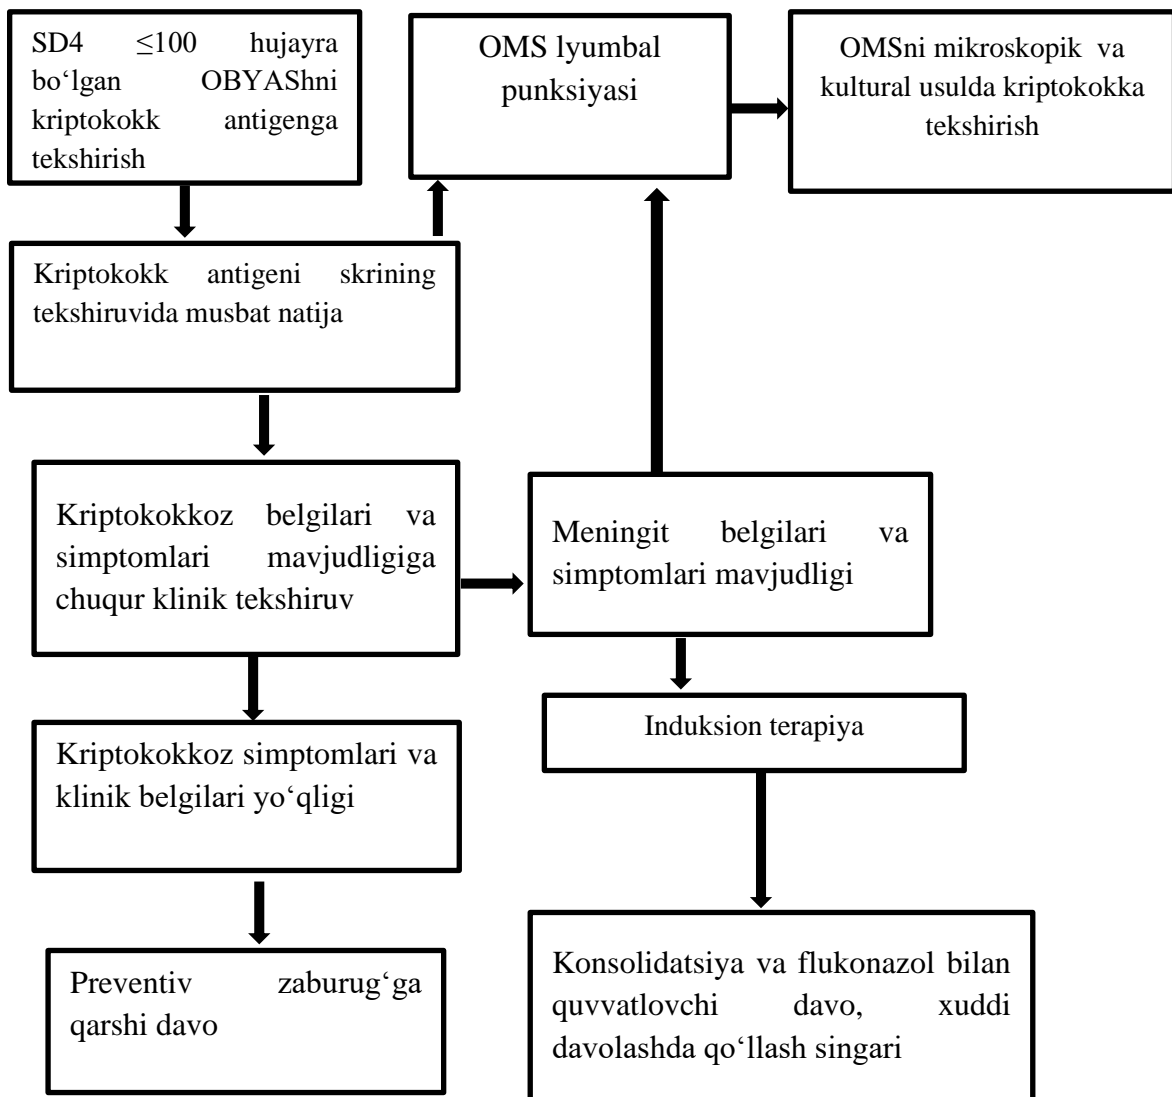 SD4 ≤100 hujayra
bo‘lgan OBYAShni
kriptokokk antigenga
tekshirish
OMS lyumbal
punksiyasi
OMSni mikroskopik va
kultural usulda kriptokokka
tekshirish
Kriptokokk antigeni skrining
tekshiruvida musbat natija
Kriptokokkoz belgilari va
simptomlari mavjudligiga
chuqur klinik tekshiruv
Meningit belgilari va
simptomlari mavjudligi
Kriptokokkoz simptomlari va
klinik belgilari yo‘qligi
Induksion terapiya
Preventiv zaburug‘ga
qarshi davo
Konsolidatsiya va flukonazol bilan
quvvatlovchi davo, xuddi
davolashda qo‘llash singari